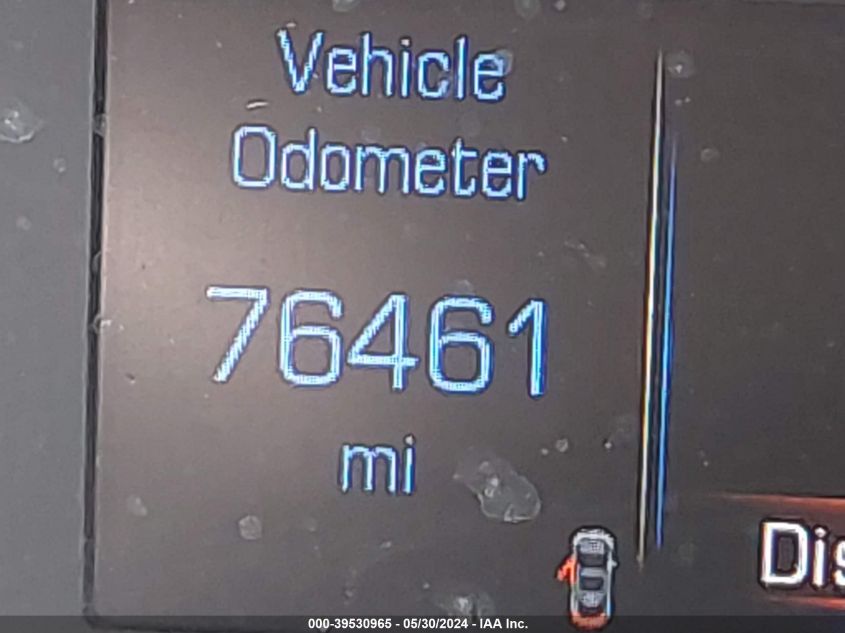 Vehicle
Odometer
76461
mi
Dis
000-39530965 - 05/30/2024 - IAA Inc.